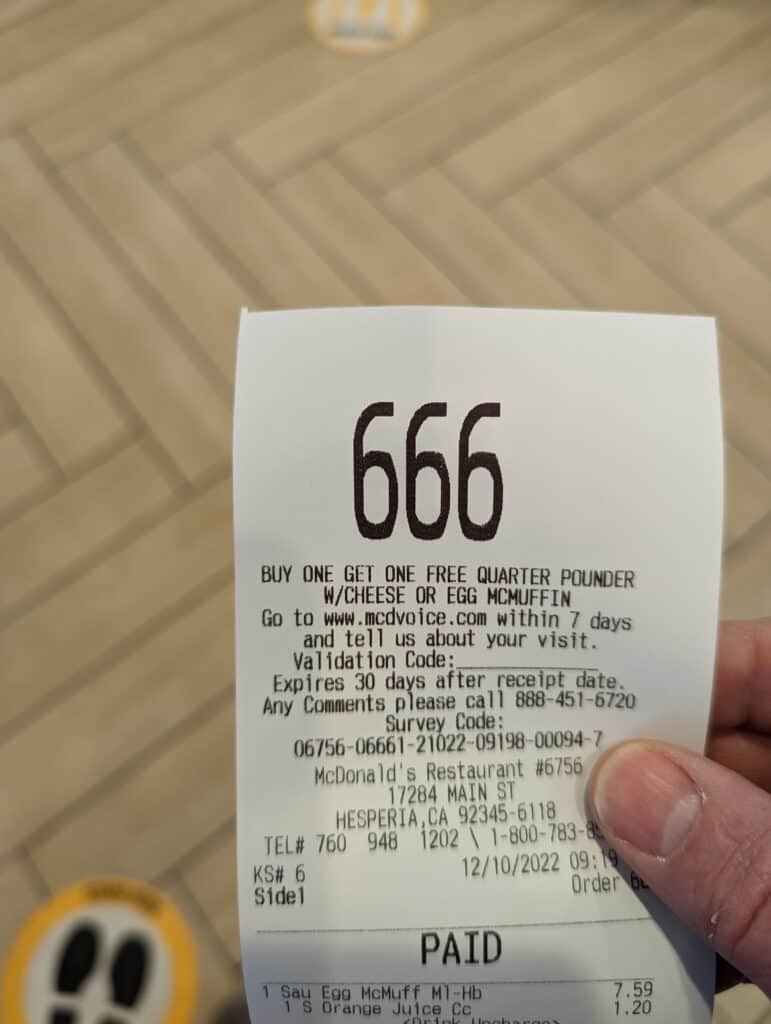 666
BUY ONE GET ONE FREE QUARTER POUNDER
W/CHEESE OR EGG MCMUFFIN
Go to www.mcdvoice.com within 7 days
and tell us about your visit.
Validation Code:
Expires 30 days after receipt date.
Any Comments please call 888-451-6720
Survey Code:
06756-06661-21022-09198-00094-7
McDonald's Restaurant #6756
17284 MAIN ST
HESPERIA,CA 92345-6118
TEL# 760 948 1202 \
KS# 6 12/10/2022 09:19
Side1 Order
PAID
1 Sau Egg McMuff Ml-Hb 7.59
1 S Orange Juice Cc 1.20